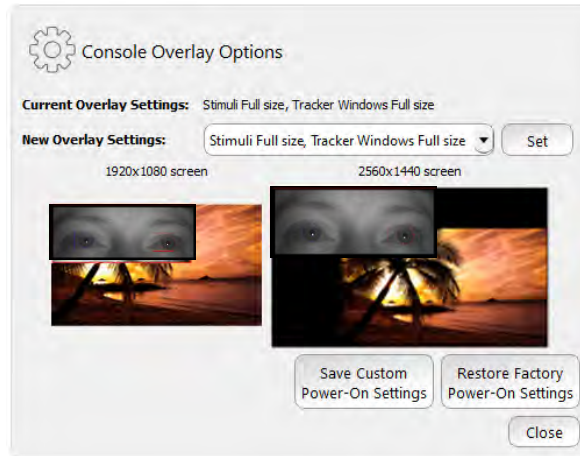 Console Overlay Options
Current Overlay Settings: Stimuli Full size, Tracker Windows Full size
New Overlay Settings: Stimuli Full size, Tracker Windows Full size Set
1920x1080 screen 2560x1440 screen
Save Custom Restore Factory
Power-On Settings Power-On Settings
Close